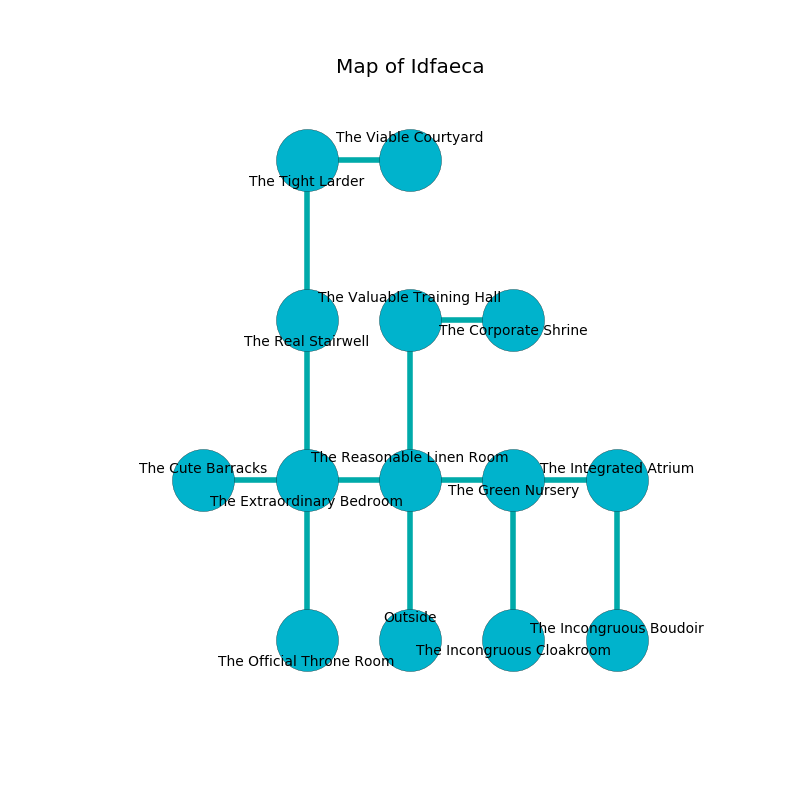 Map of Idfaeca
The Viable Courtyard
The Tight Larder
The Valuable Training Hall
The Corporate Shrine
The Real Stairwell
The Reasonable Linen Room
The Cute Barracks
The Integrated Atrium
The Green Nursery
The Extraordinary Bedroom
Outside
The Incongruous Boudoir
The Incongruous Cloakroom
The Official Throne Room